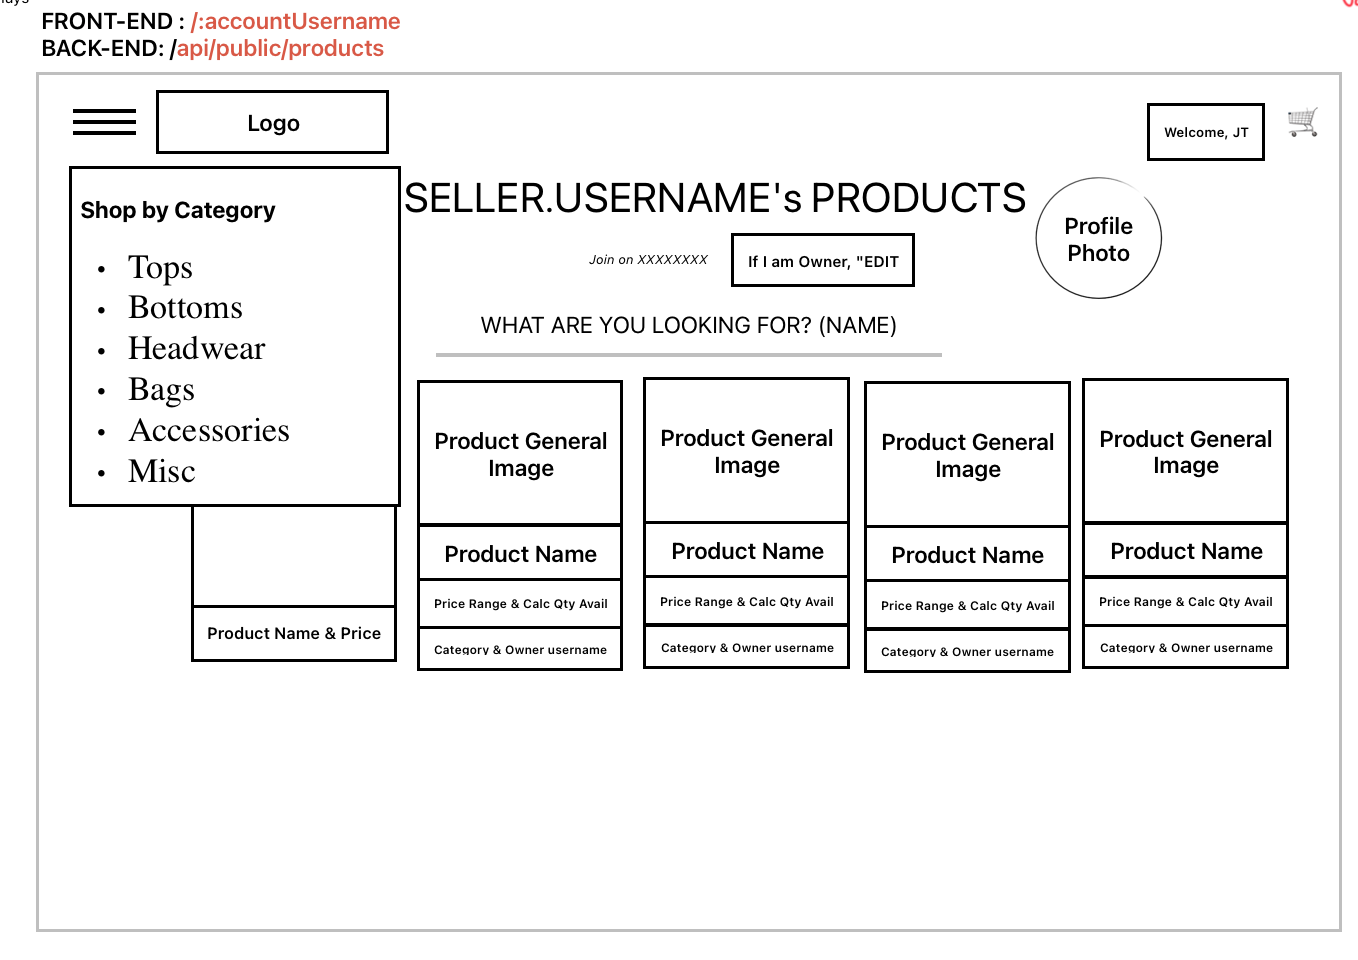 FRONT-END : /:accountUsername
BACK-END: /api/public/products
Logo
Welcome, JT
Shop by Category
• Tops
• Bottoms
• Headwear
• Bags
• Accessories
• Misc
SELLER.USERNAME's PRODUCTS
Profile
Photo
Join on XXXXXXXX
If I am Owner, "EDIT
WHAT ARE YOU LOOKING FOR? (NAME)
Product Name & Price
Product General
Image
Product Name
Price Range & Calc Qty Avail
Category & Owner username
Product General
Image
Product Name
Price Range & Calc Qty Avail
Category & Owner username
Product General
Image
Product Name
Price Range & Calc Qty Avail
Category & Owner username
Product General
Image
Product Name
Price Range & Calc Qty Avail
Category & Owner username